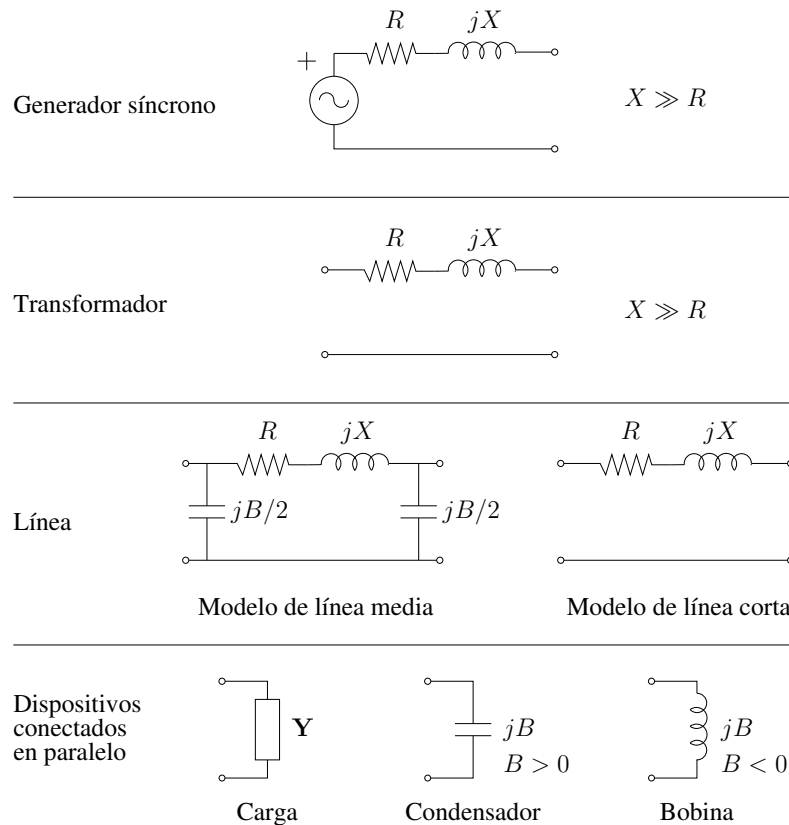 R jX
+
Generador síncrono X ≫ R
R jX
Transformador X ≫ R
R jX R jX
jB/2 jB/2
Línea
Modelo de línea media Modelo de línea corta
Dispositivos
conectados
en paralelo
Y jB jB
B > 0 B < 0
Carga Condensador Bobina